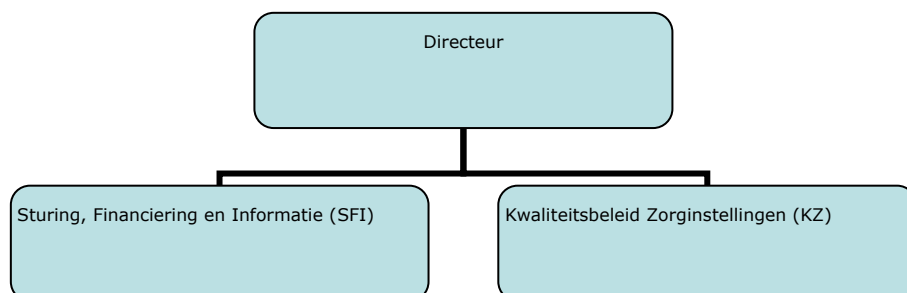 Directeur
Sturing, Financiering en Informatie (SFI)
Kwaliteitsbeleid Zorginstellingen (KZ)